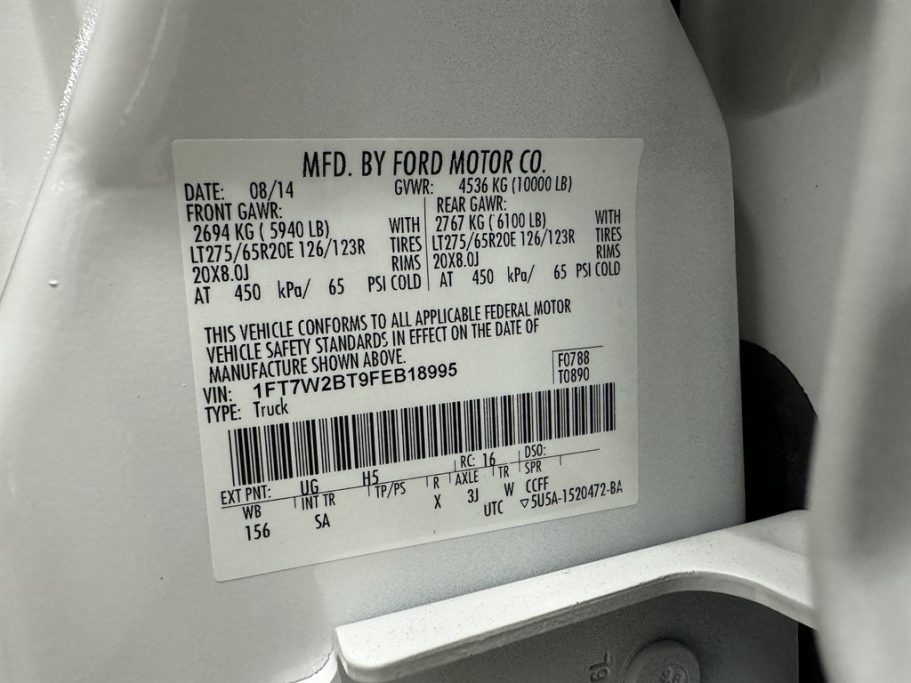 MFD. BY FORD MOTOR CO.
DATE: 08/14 GVWR: 4536 KG (10000 LB)
FRONT GAWR: REAR GAWR:
2694 KG ( 5940 LB) WITH 2767 KG ( 6100 LB) WITH
LT275/65R20E 126/123R TIRES LT275/65R20E 126/123R TIRES
20X8.0J RIMS 20X8.0J RIMS
AT 450 kPa/ 65 PSI COLD AT 450 kPa/ 65 PSI COLD
THIS VEHICLE CONFORMS TO ALL APPLICABLE FEDERAL MOTOR
VEHICLE SAFETY STANDARDS IN EFFECT ON THE DATE OF
MANUFACTURE SHOWN ABOVE.
VIN: 1FT7W2BT9FEB18995 F0788
TYPE: Truck T0890
EXT PNT: UG H5 RC: 16 DSO:
WB INT TR TP/PS R AXLE TR SPR
156 SA X 3J W CCFF
UTC ▽5U5A-1520472-BA